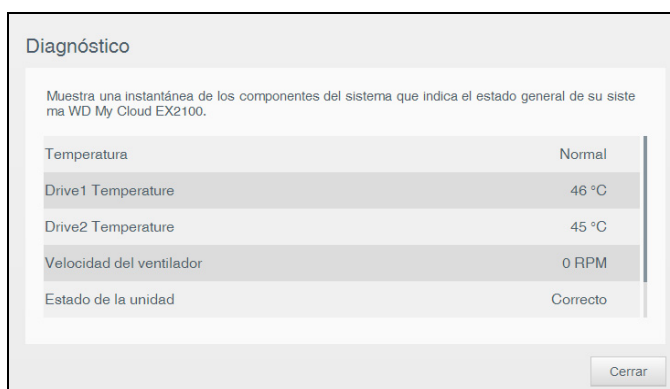 Diagnóstico
Muestra una instantánea de los componentes del sistema que indica el estado general de su siste
ma WD My Cloud EX2100.
Temperatura Normal
Drive1 Temperature 46 °C
Drive2 Temperature 45 °C
Velocidad del ventilador 0 RPM
Estado de la unidad Correcto
Cerrar